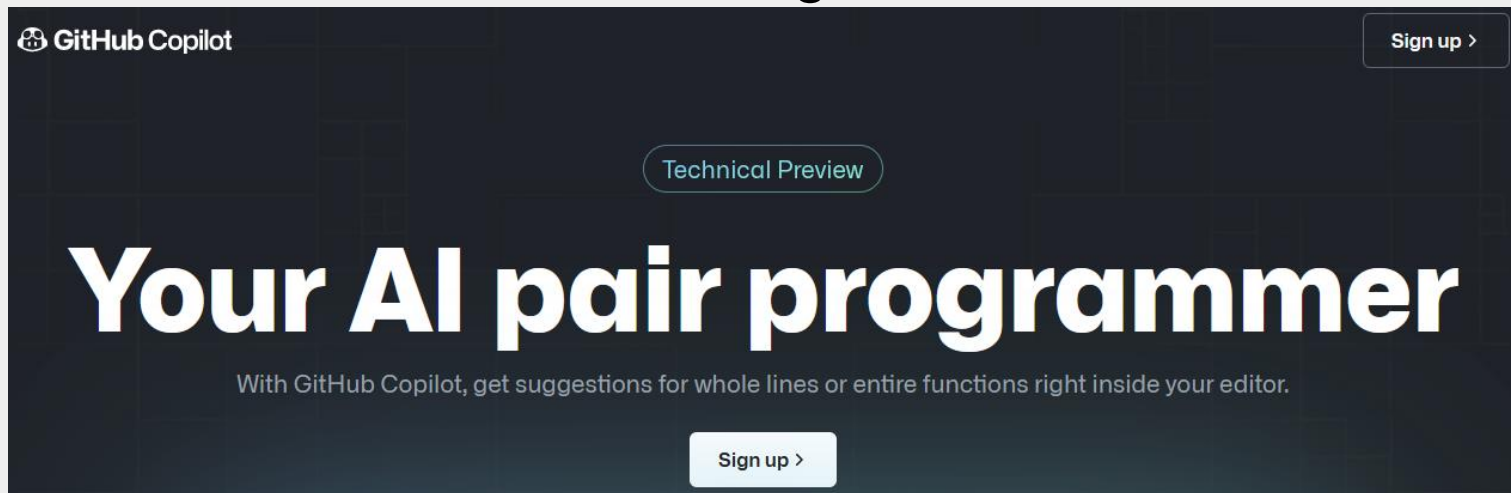 GitHub Copilot
Sign up >
Technical Preview
Your AI pair programmer
With GitHub Copilot, get suggestions for whole lines or entire functions right inside your editor.
Sign up >